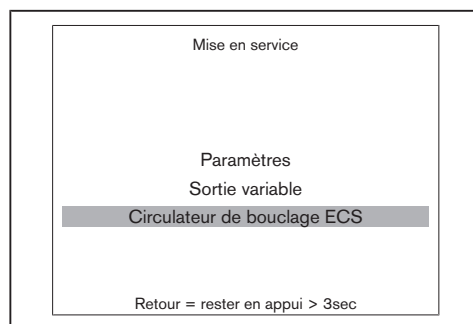 Mise en service
Paramètres
Sortie variable
Circulateur de bouclage ECS
Retour = rester en appui > 3sec